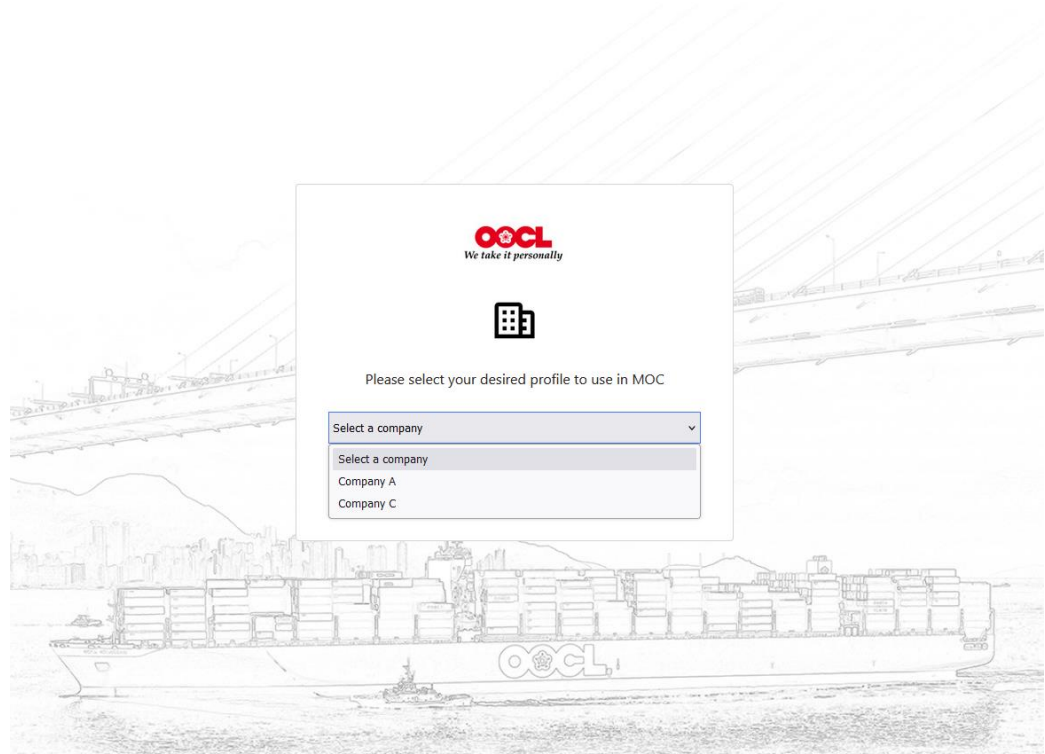 OOCL
We take it personally
Please select your desired profile to use in MOC
Select a company
Select a company
Company A
Company C
OOCL